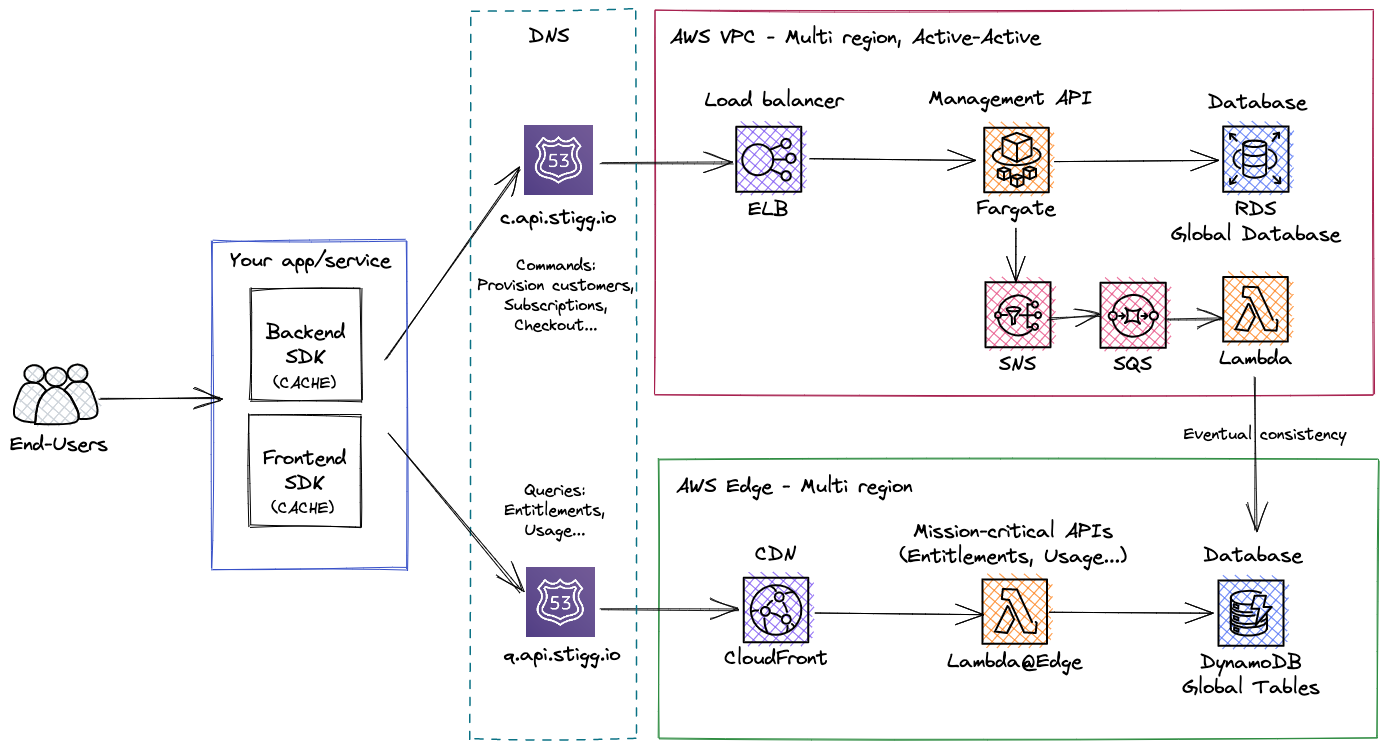 DNS
AWS VPC - Multi region, Active-Active
Load balancer
Management API
Database
53
c.api.stigg.io
ELB
Fargate
RDS
Global Database
Commands:
Provision customers,
Subscriptions,
Checkout...
SNS
SQS
Lambda
Your app/service
Backend
SDK
(CACHE)
Frontend
SDK
(CACHE)
End-Users
Eventual consistency
Queries:
Entitlements,
Usage...
53
q.api.stigg.io
AWS Edge - Multi region
CDN
Mission-critical APIs
(Entitlements, Usage...)
Database
CloudFront
Lambda@Edge
DynamoDB
Global Tables